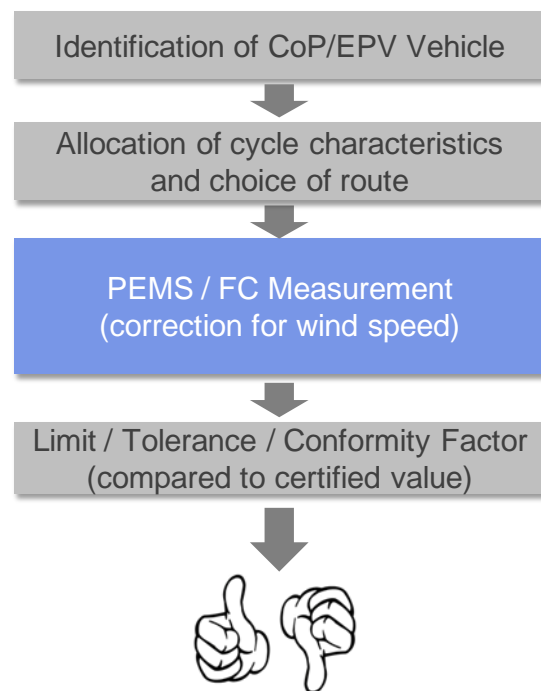 Identification of CoP/EPV Vehicle
Allocation of cycle characteristics
and choice of route
PEMS / FC Measurement
(correction for wind speed)
Limit / Tolerance / Conformity Factor
(compared to certified value)